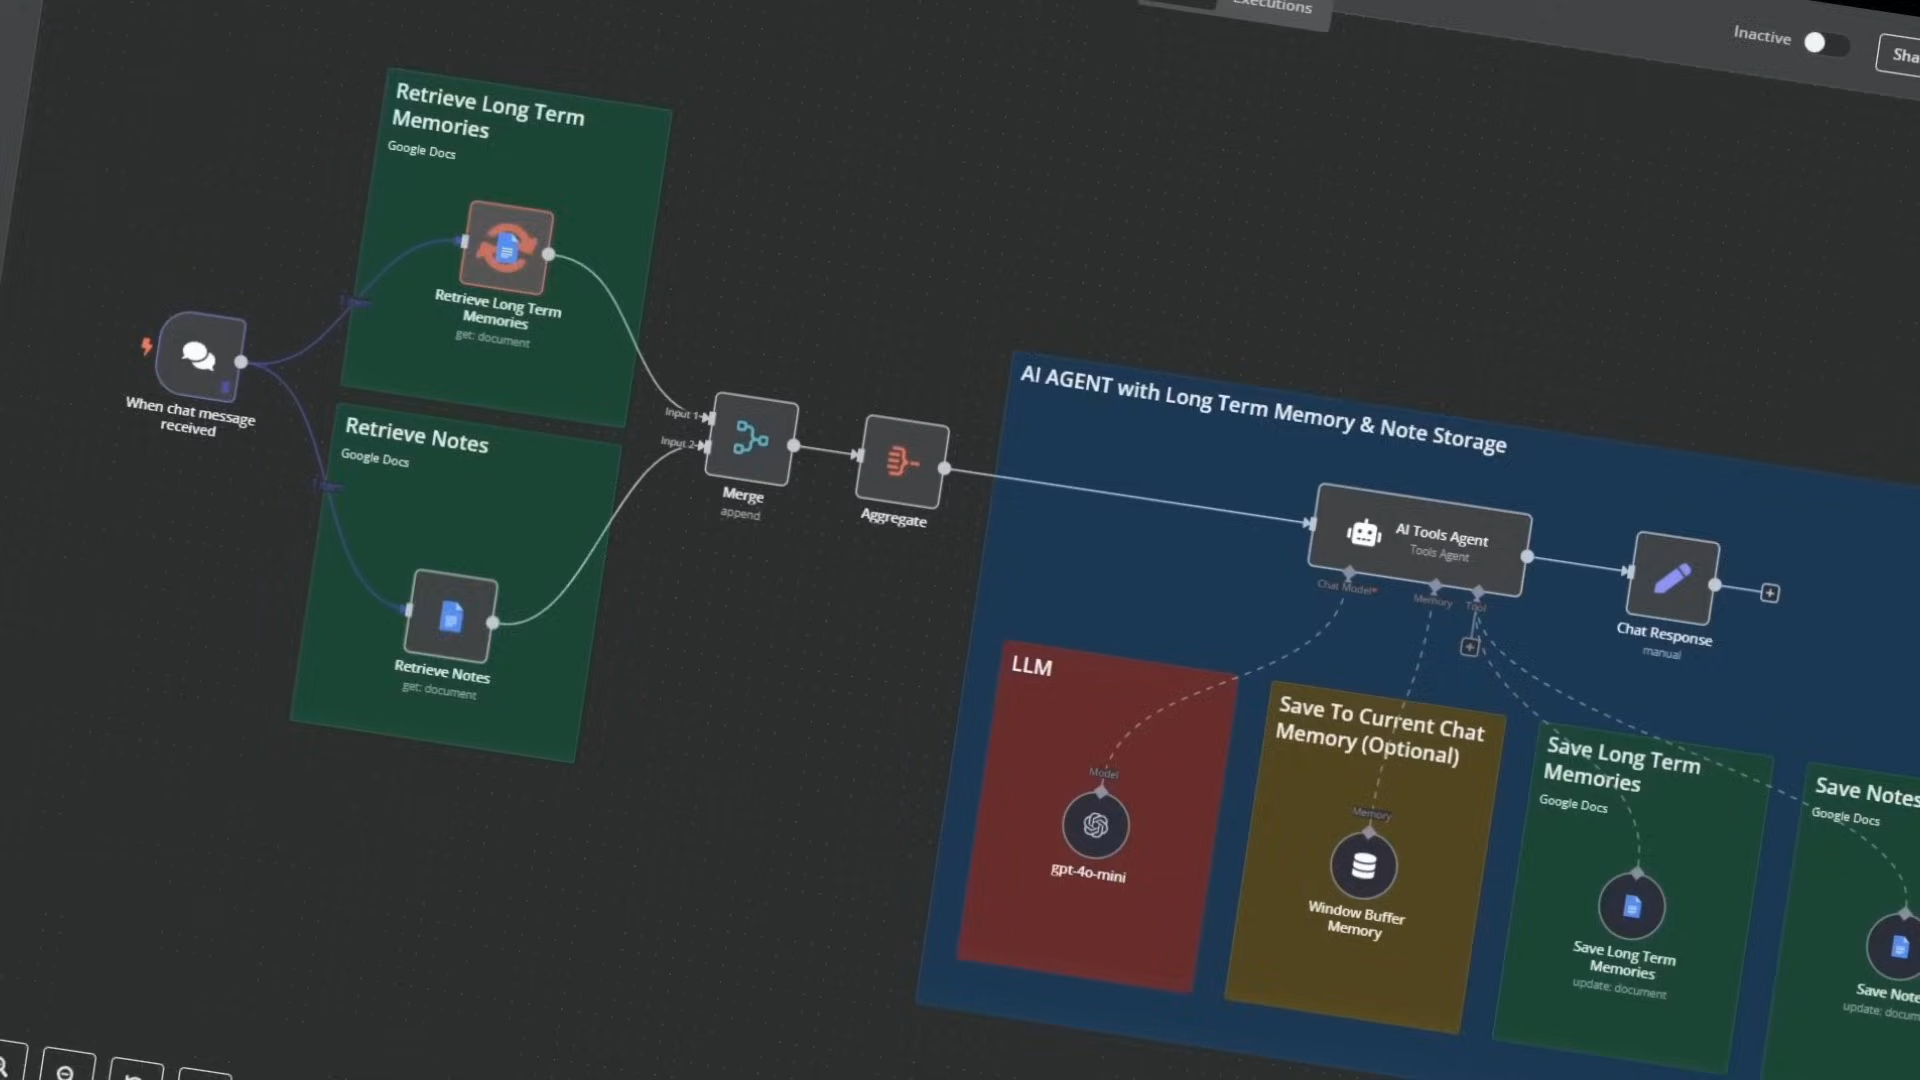 Executions
Inactive
Retrieve Long Term
Memories
Google Docs
Retrieve Long Term
Memories
get: document
When chat message
received
Retrieve Notes
Google Docs
Retrieve Notes
get: document
Input 1
Input 2
Merge
append
Aggregate
AI AGENT with Long Term Memory & Note Storage
AI Tools Agent
Tools Agent
Chat Model*
Memory
Tool
Chat Response
manual
LLM
Model
gpt-4o-mini
Save To Current Chat
Memory (Optional)
Memory
Window Buffer
Memory
Save Long Term
Memories
Google Docs
Save Long Term
Memories
update: document
Save Notes
Google Docs
Save Note
update: docum